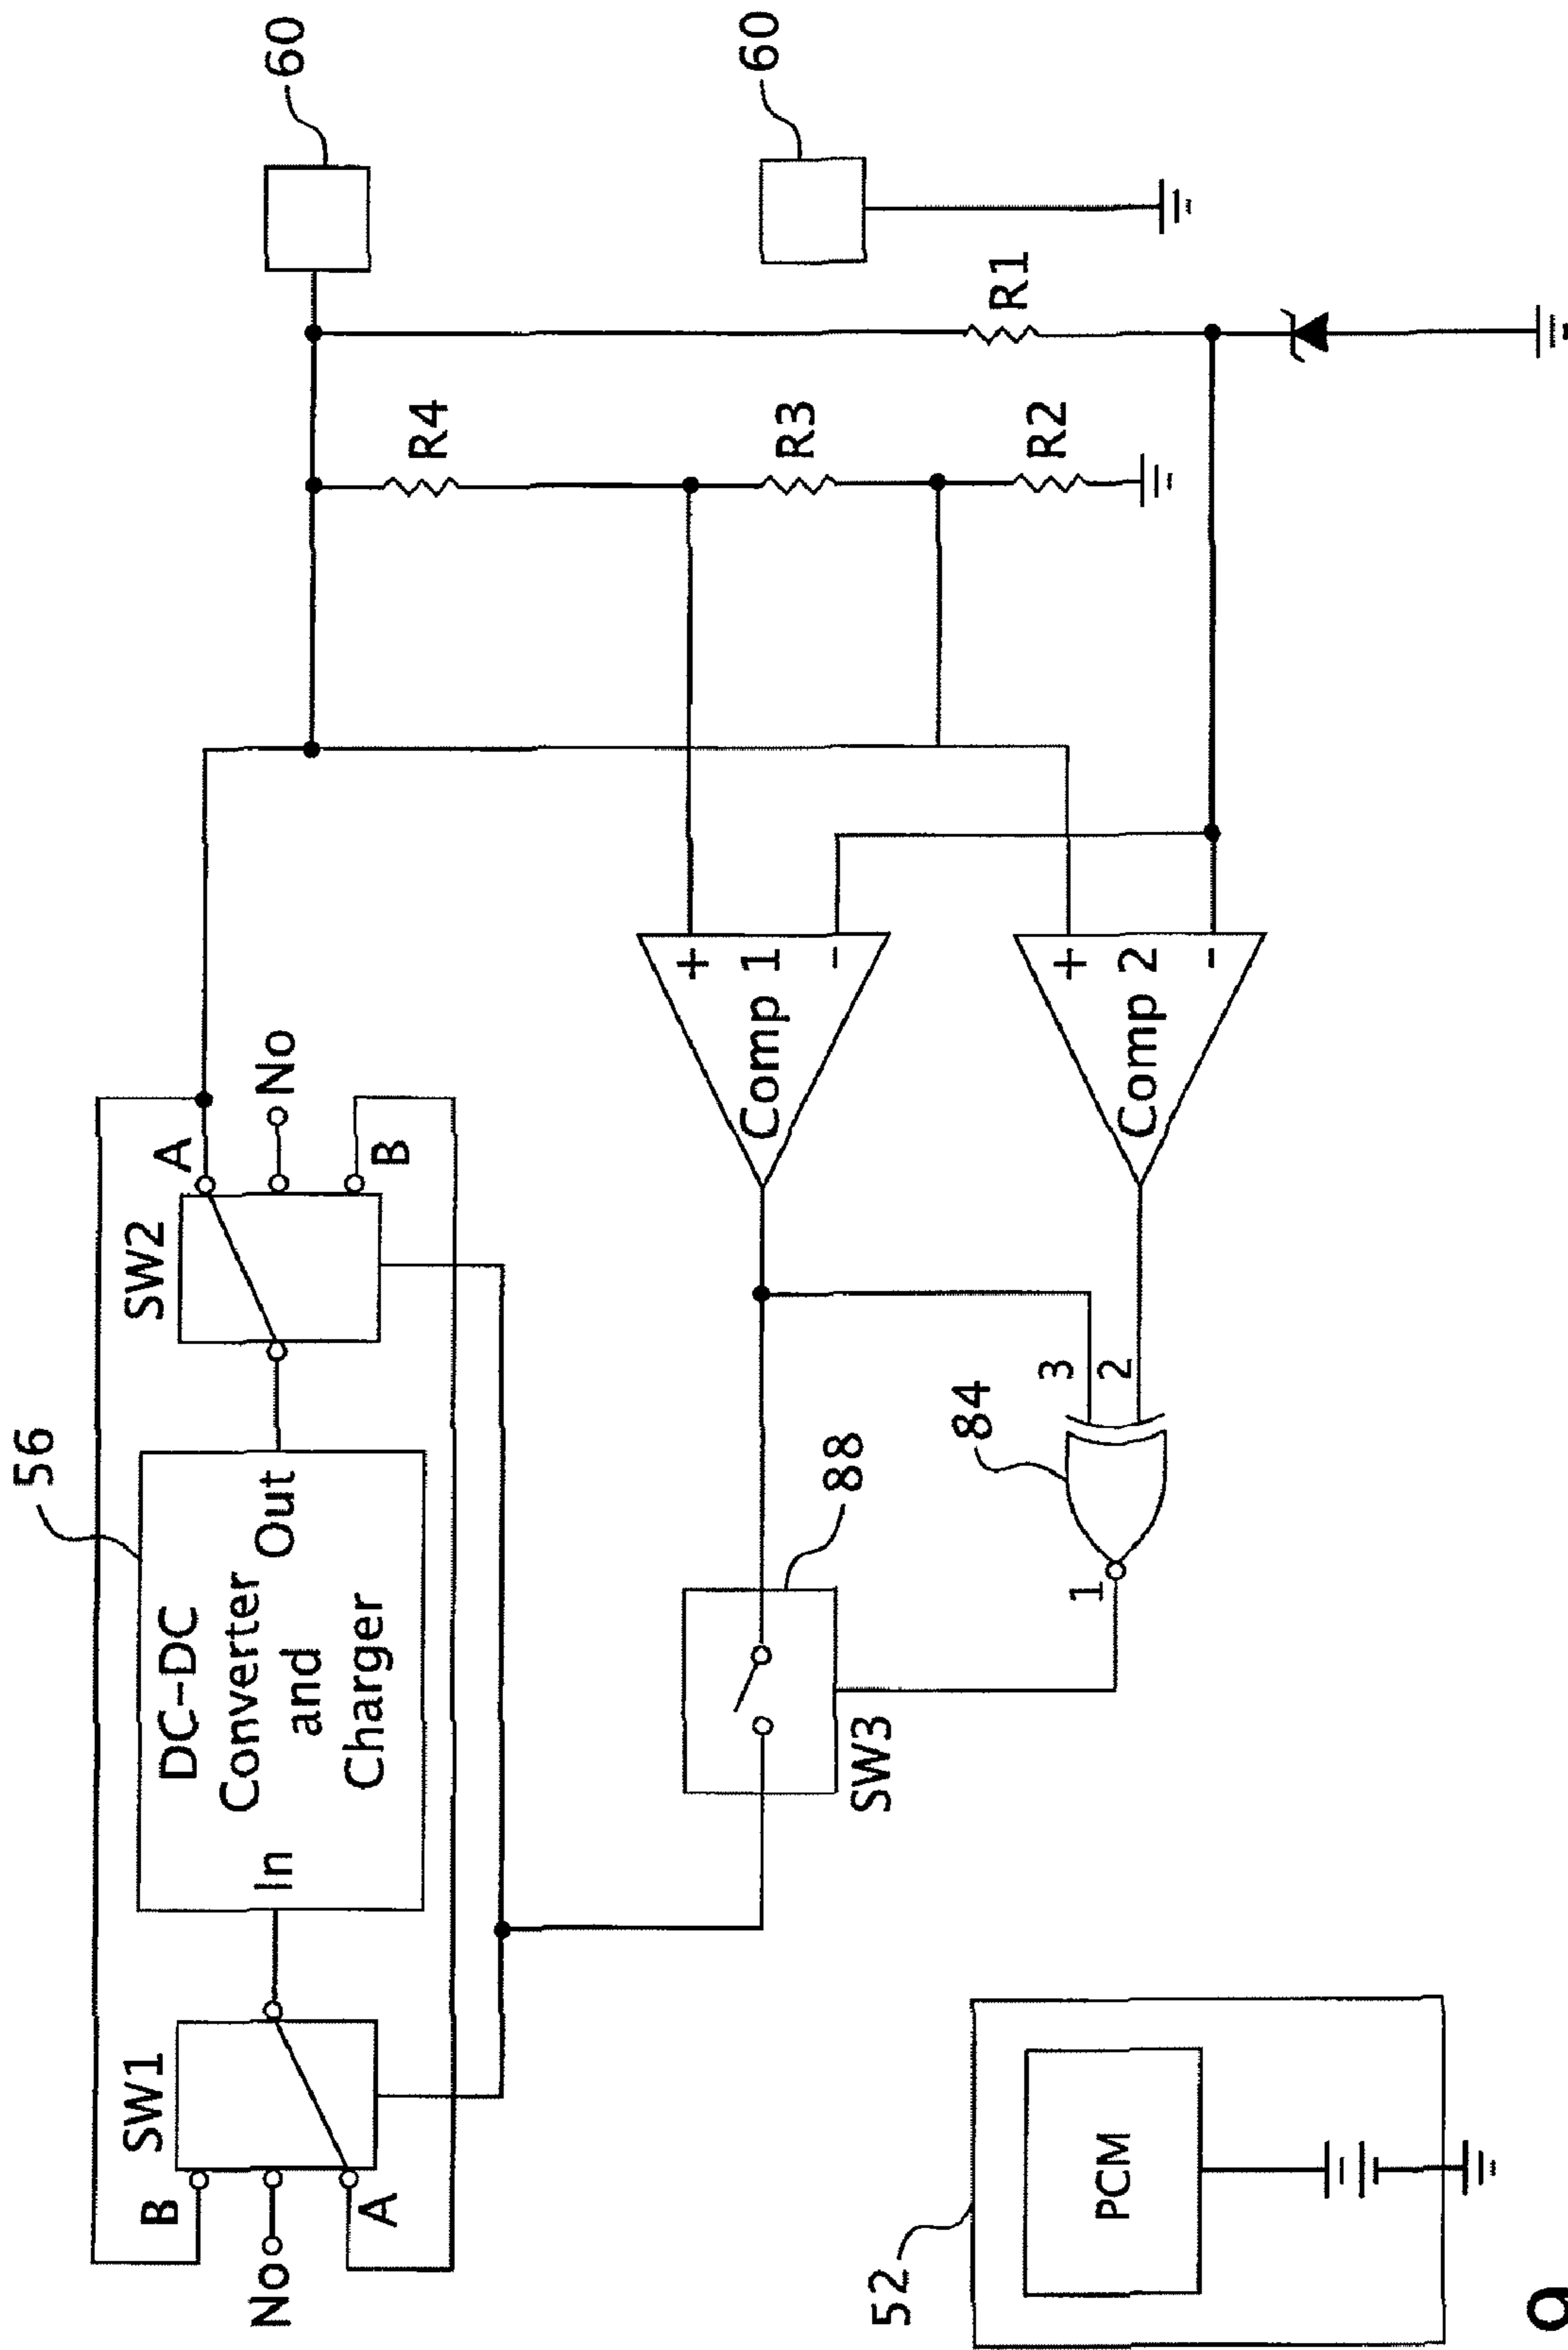 56
60
60
SW1
B
No
A
In
DC-DC
Converter
and
Charger
Out
SW2
A
No
B
R4
R3
R2
R1
+
Comp 1
-
+
Comp 2
-
88
SW3
84
3
2
1
52
PCM
9